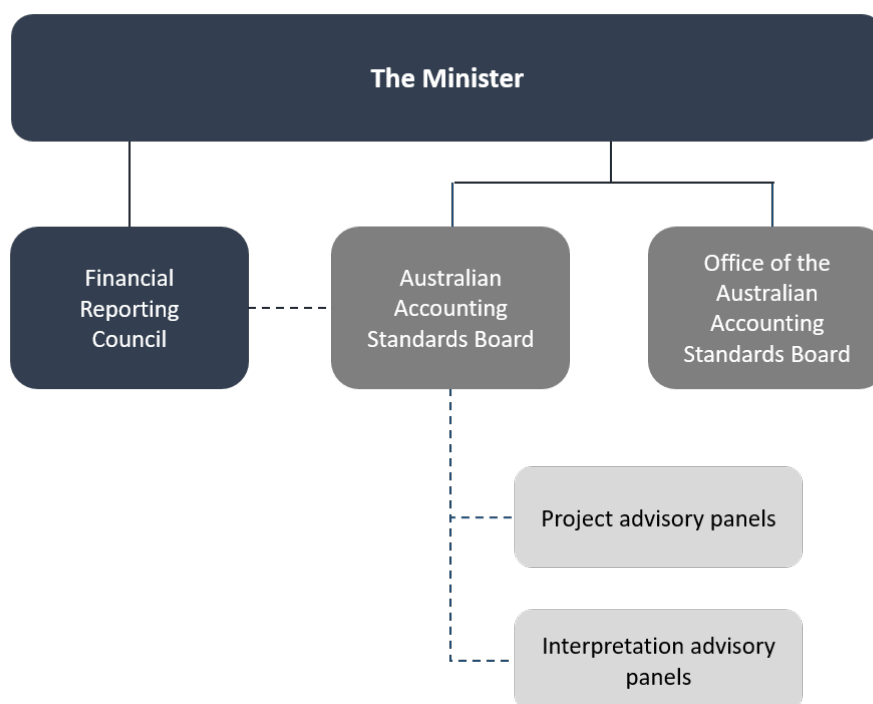 The Minister
Financial
Reporting
Council
Australian
Accounting
Standards Board
Office of the
Australian
Accounting
Standards Board
Project advisory panels
Interpretation advisory
panels